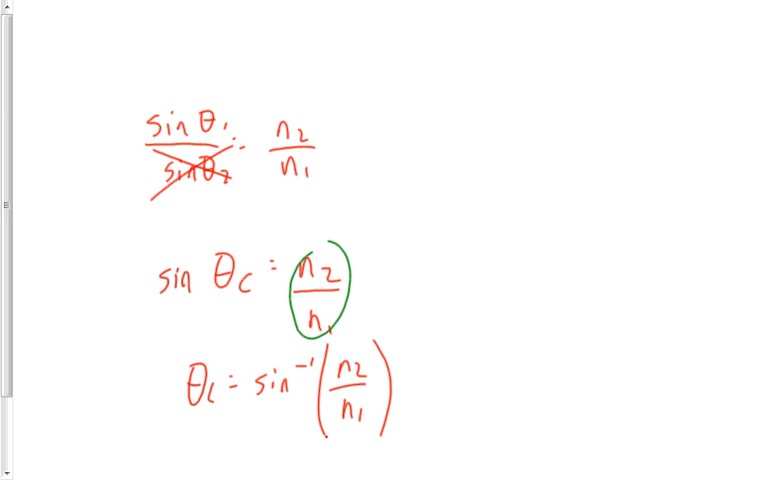 sin θ₁ / sin θ₂ = n₂ / n₁
sin θc = n₂ / n₁
θc = sin⁻¹ (n₂ / n₁)